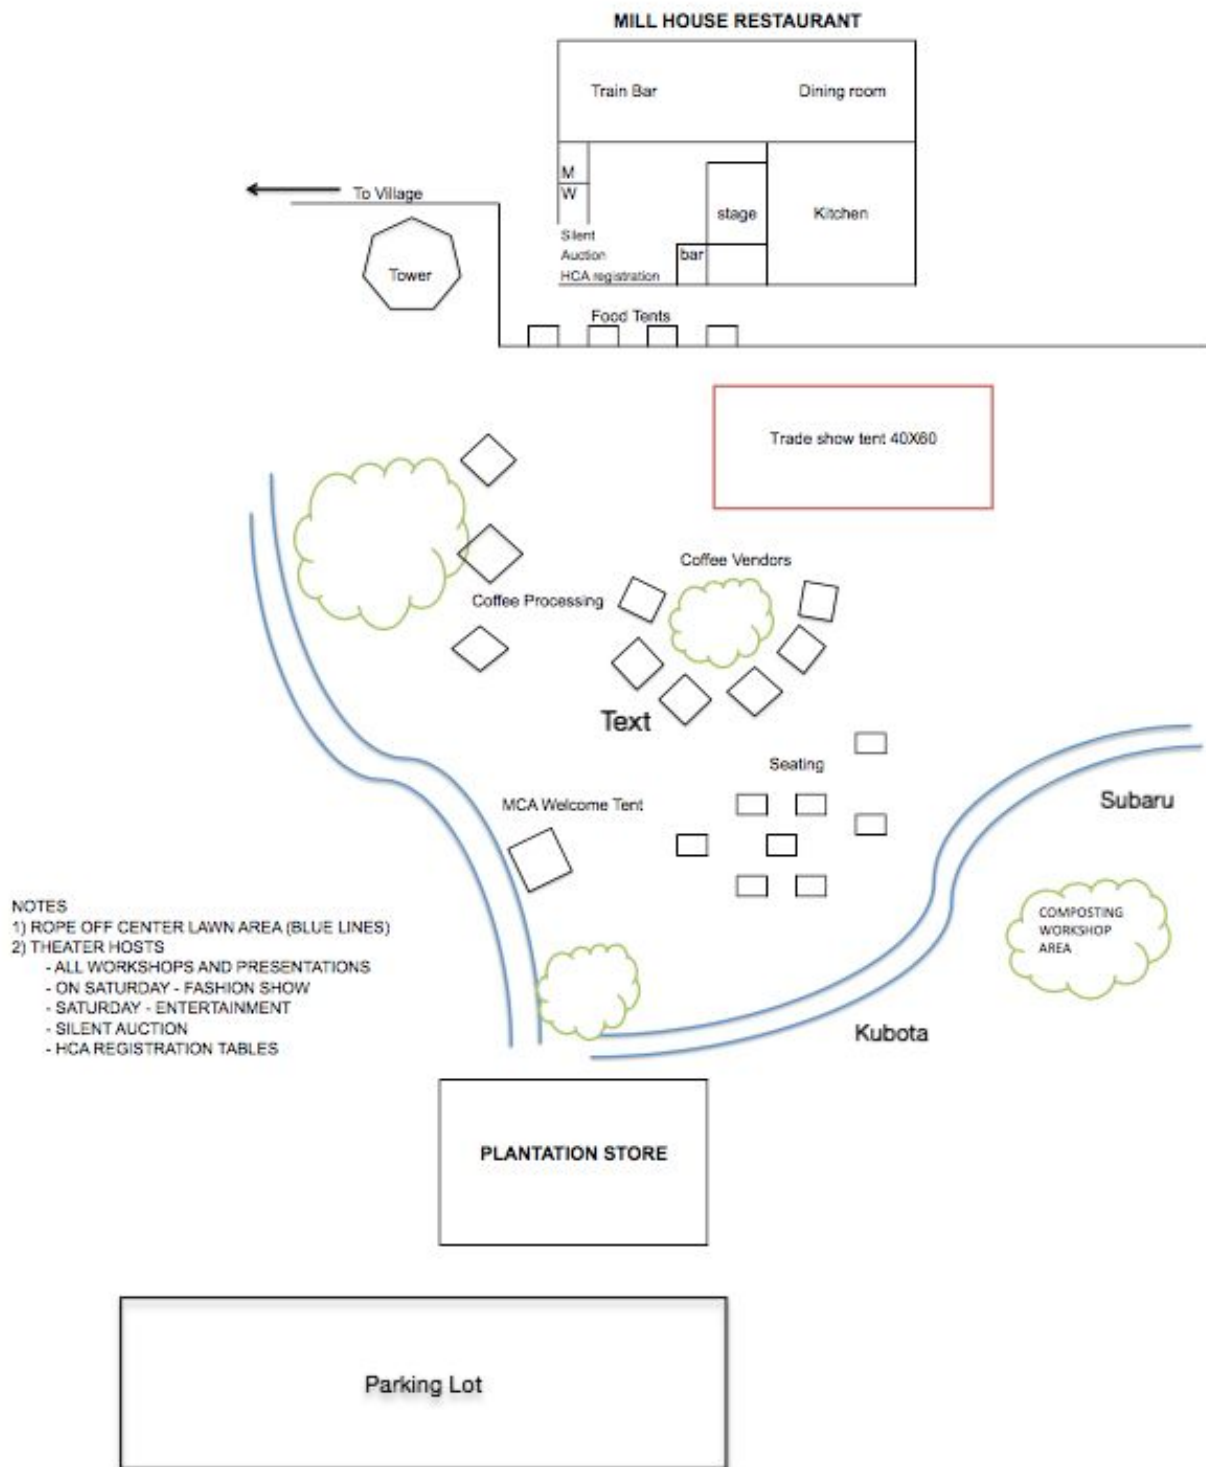 MILL HOUSE RESTAURANT
Train Bar
Dining room
M
W
stage
Kitchen
Silent
Auction
HCA registration
bar
To Village
Tower
Food Tents
Trade show tent 40X60
Coffee Vendors
Coffee Processing
Text
Seating
MCA Welcome Tent
Subaru
COMPOSTING
WORKSHOP
AREA
Kubota
NOTES
1) ROPE OFF CENTER LAWN AREA (BLUE LINES)
2) THEATER HOSTS
- ALL WORKSHOPS AND PRESENTATIONS
- ON SATURDAY - FASHION SHOW
- SATURDAY - ENTERTAINMENT
- SILENT AUCTION
- HCA REGISTRATION TABLES
PLANTATION STORE
Parking Lot